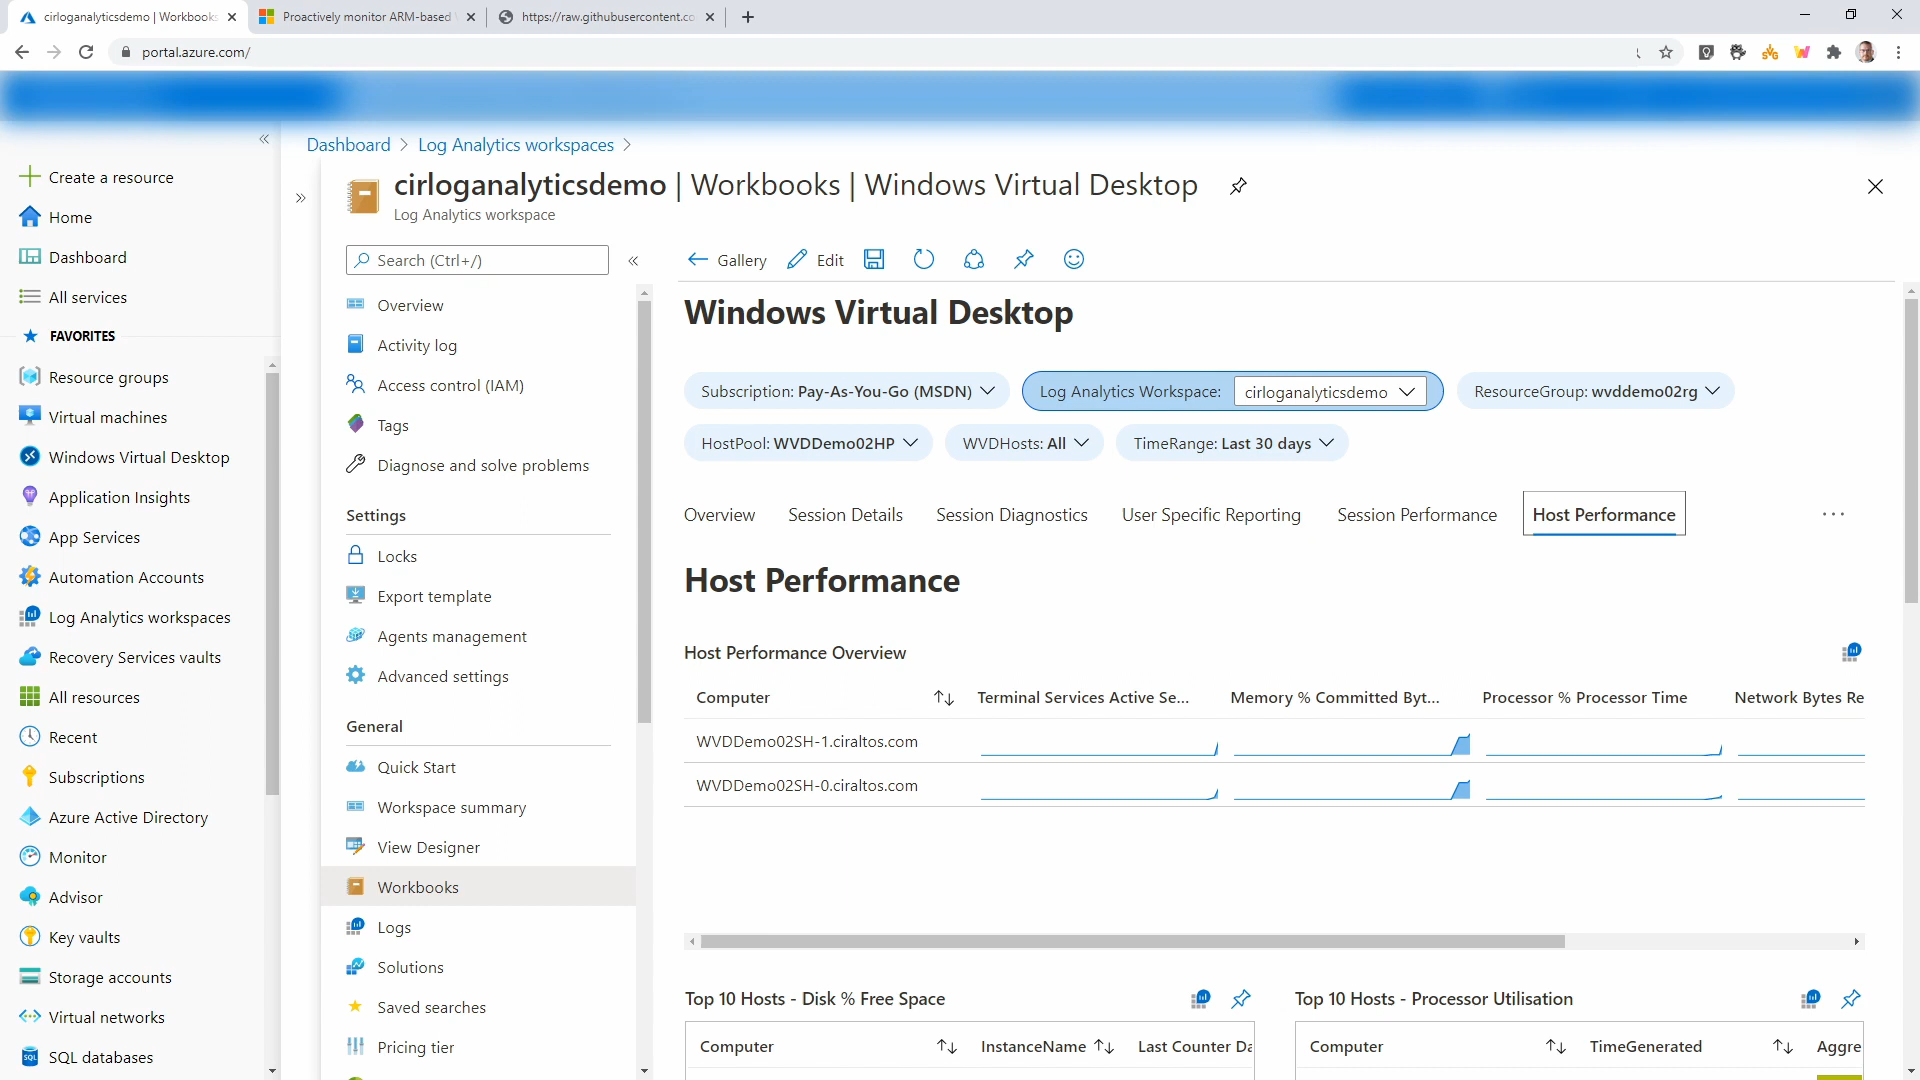 cirloganalyticsdemo | Workbooks
Proactively monitor ARM-based
https://raw.githubusercontent.co
portal.azure.com/
Dashboard > Log Analytics workspaces >
cirloganalyticsdemo | Workbooks | Windows Virtual Desktop
Log Analytics workspace
Create a resource
Home
Dashboard
All services
FAVORITES
Resource groups
Virtual machines
Windows Virtual Desktop
Application Insights
App Services
Automation Accounts
Log Analytics workspaces
Recovery Services vaults
All resources
Recent
Subscriptions
Azure Active Directory
Monitor
Advisor
Key vaults
Storage accounts
Virtual networks
SQL databases
Search (Ctrl+/)
Overview
Activity log
Access control (IAM)
Tags
Diagnose and solve problems
Settings
Locks
Export template
Agents management
Advanced settings
General
Quick Start
Workspace summary
View Designer
Workbooks
Logs
Solutions
Saved searches
Pricing tier
Gallery Edit
Windows Virtual Desktop
Subscription: Pay-As-You-Go (MSDN) Log Analytics Workspace: cirloganalyticsdemo ResourceGroup: wvddemo02rg
HostPool: WVDDemo02HP WVDHosts: All TimeRange: Last 30 days
Overview Session Details Session Diagnostics User Specific Reporting Session Performance Host Performance ...
Host Performance
Host Performance Overview
Computer Terminal Services Active Se... Memory % Committed Byt... Processor % Processor Time Network Bytes Re
WVDDemo02SH-1.ciraltos.com
WVDDemo02SH-0.ciraltos.com
Top 10 Hosts - Disk % Free Space
Computer InstanceName Last Counter Da
Top 10 Hosts - Processor Utilisation
Computer TimeGenerated Aggre